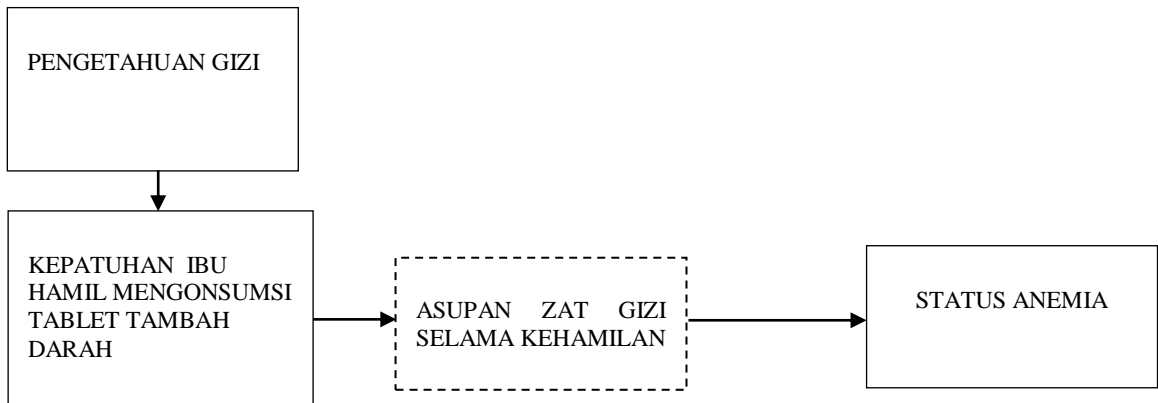 PENGETAHUAN GIZI
KEPATUHAN IBU
HAMIL MENGONSUMSI
TABLET TAMBAH
DARAH
ASUPAN ZAT GIZI
SELAMA KEHAMILAN
STATUS ANEMIA